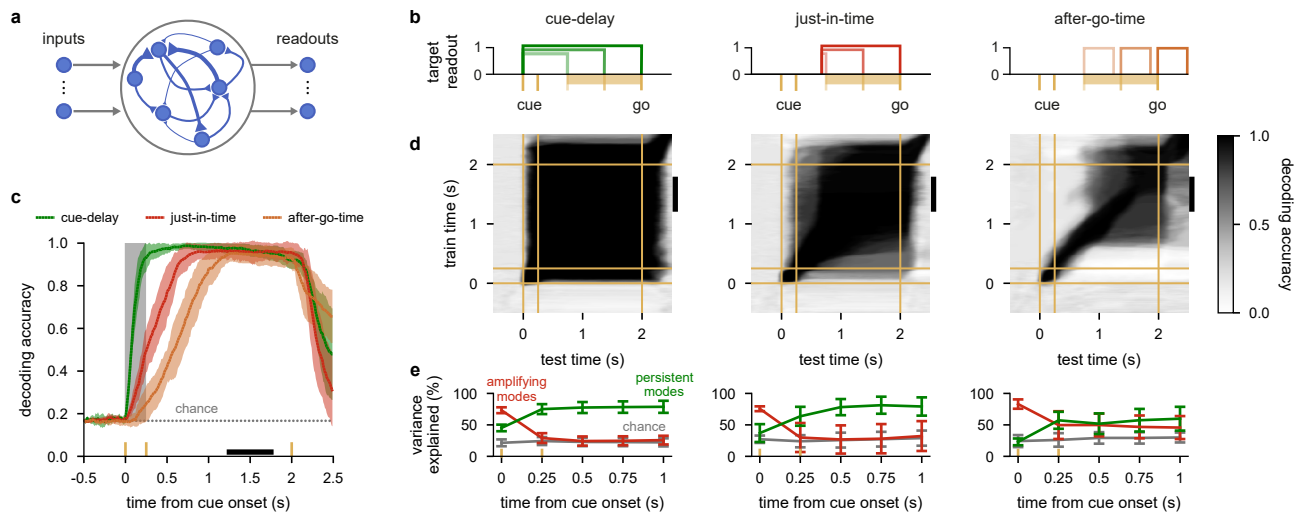 a
inputs
readouts
b
cue-delay
just-in-time
after-go-time
target
readout
1
0
cue
go
1
0
cue
go
1
0
cue
go
c
cue-delay
just-in-time
after-go-time
decoding accuracy
1.0
0.8
0.6
0.4
0.2
0.0
chance
-0.5
0
0.5
1
1.5
2
2.5
time from cue onset (s)
d
train time (s)
2
1
0
0
1
2
test time (s)
2
1
0
0
1
2
test time (s)
2
1
0
0
1
2
test time (s)
1.0
0.5
0.0
decoding accuracy
e
variance
explained (%)
100
50
0
amplifying
modes
persistent
modes
chance
0
0.25
0.5
0.75
1
time from cue onset (s)
100
50
0
0
0.25
0.5
0.75
1
time from cue onset (s)
100
50
0
0
0.25
0.5
0.75
1
time from cue onset (s)